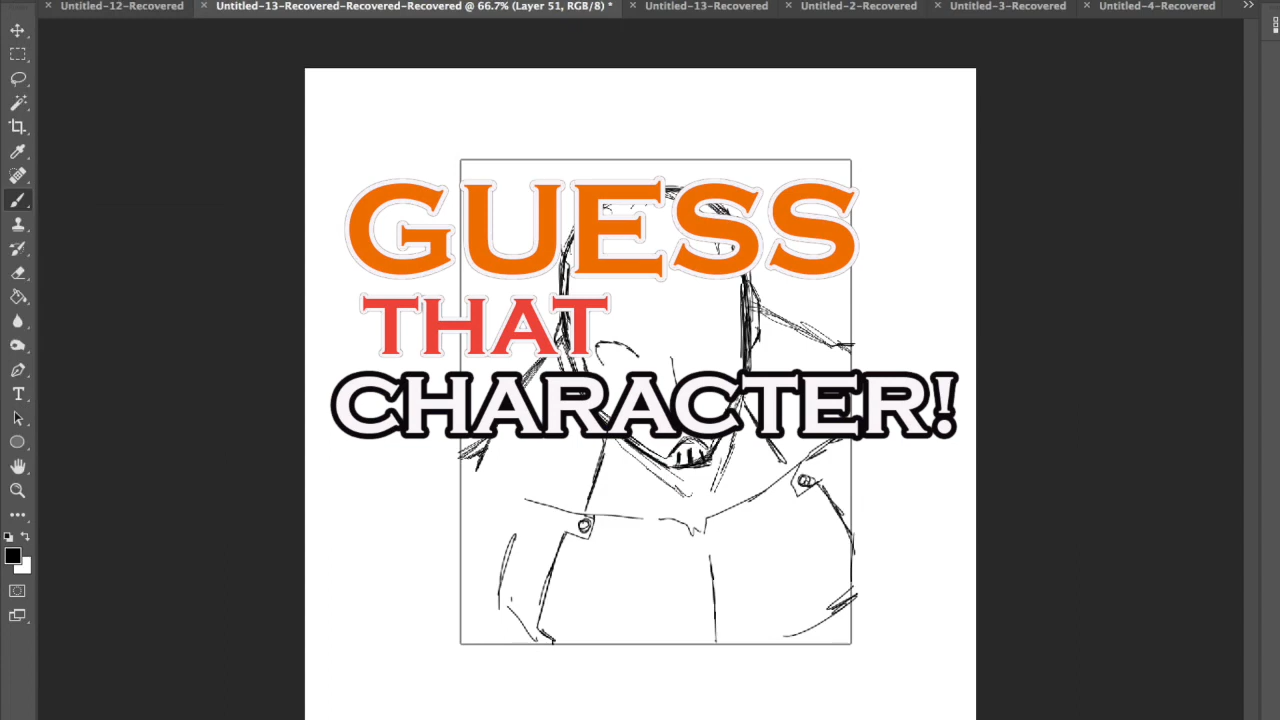 Untitled-12-Recovered
Untitled-13-Recovered-Recovered-Recovered @ 66.7% (Layer 51, RGB/8) *
Untitled-13-Recovered
Untitled-2-Recovered
Untitled-3-Recovered
Untitled-4-Recovered
GUESS
THAT
CHARACTER!